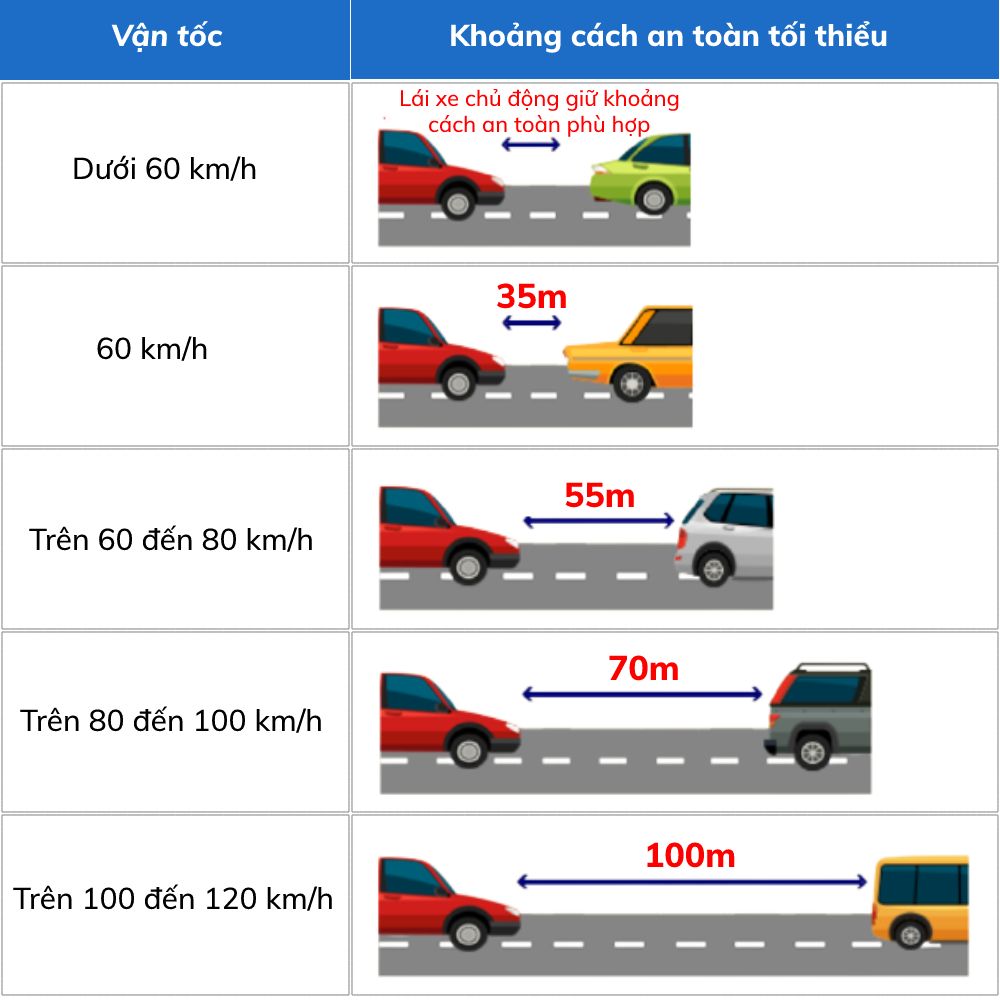 Vận tốc
Khoảng cách an toàn tối thiểu
Dưới 60 km/h
Lái xe chủ động giữ khoảng
cách an toàn phù hợp
60 km/h
35m
Trên 60 đến 80 km/h
55m
Trên 80 đến 100 km/h
70m
Trên 100 đến 120 km/h
100m